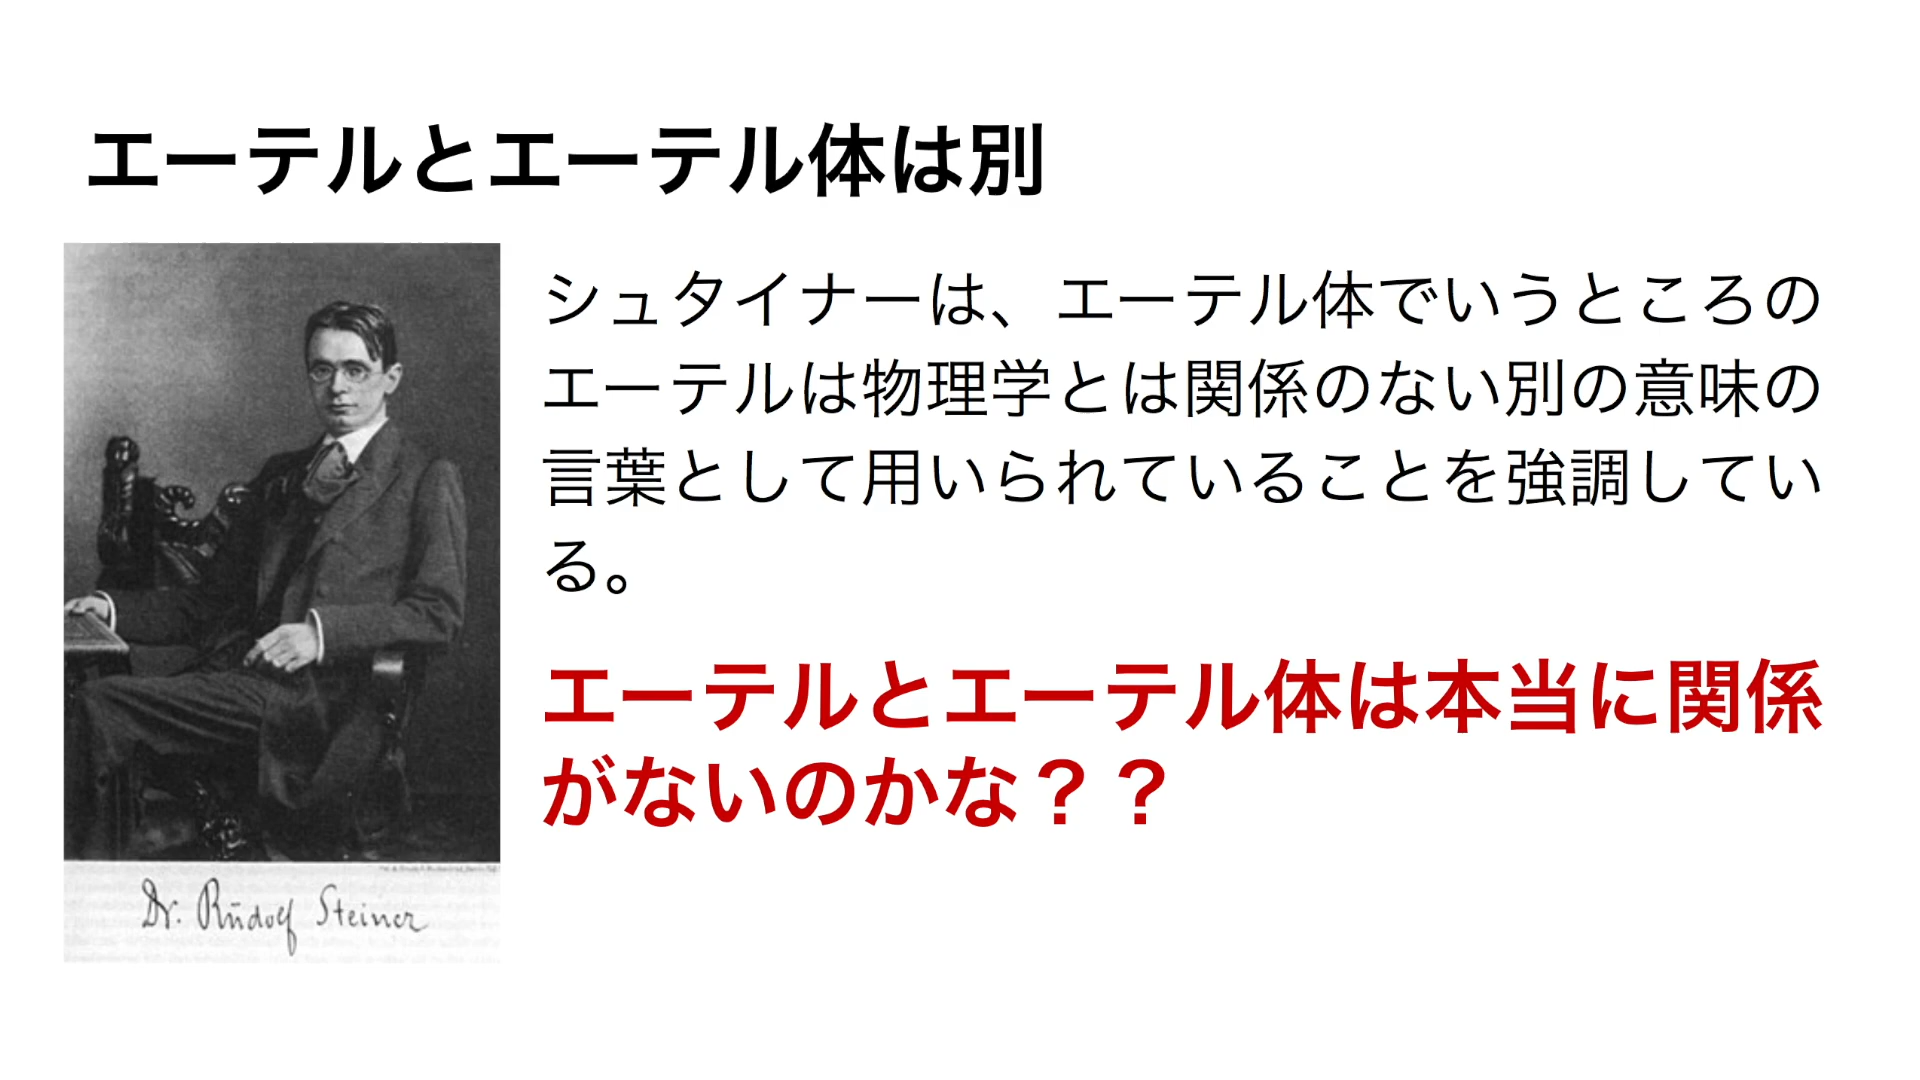 エーテルとエーテル体は別
シュタイナーは、エーテル体でいうところの
エーテルは物理学とは関係のない別の意味の
言葉として用いられていることを強調してい
る。
エーテルとエーテル体は本当に関係
がないのかな？？
Dr. Rudolf Steiner